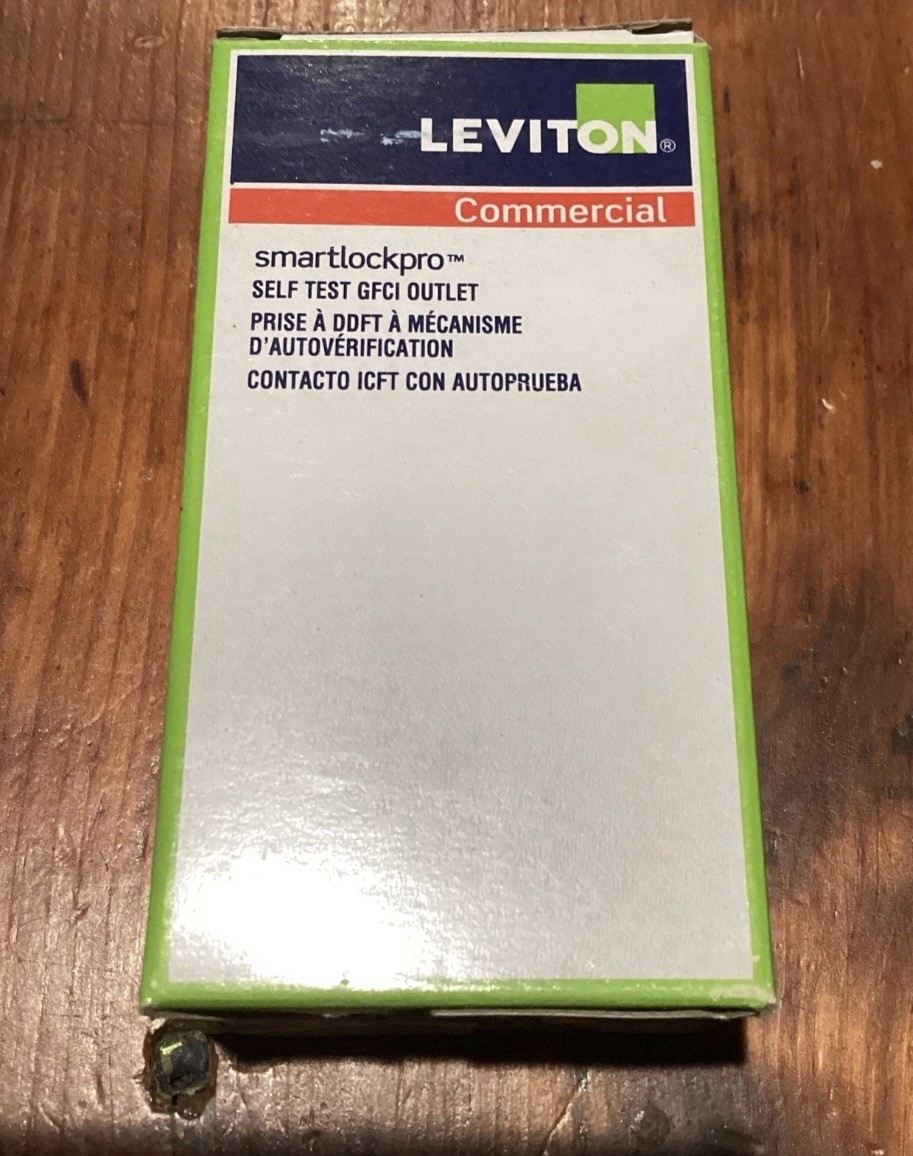 LEVITON®
Commercial
smartlockpro™
SELF TEST GFCI OUTLET
PRISE À DDFT À MÉCANISME
D'AUTOVÉRIFICATION
CONTACTO ICFT CON AUTOPRUEBA